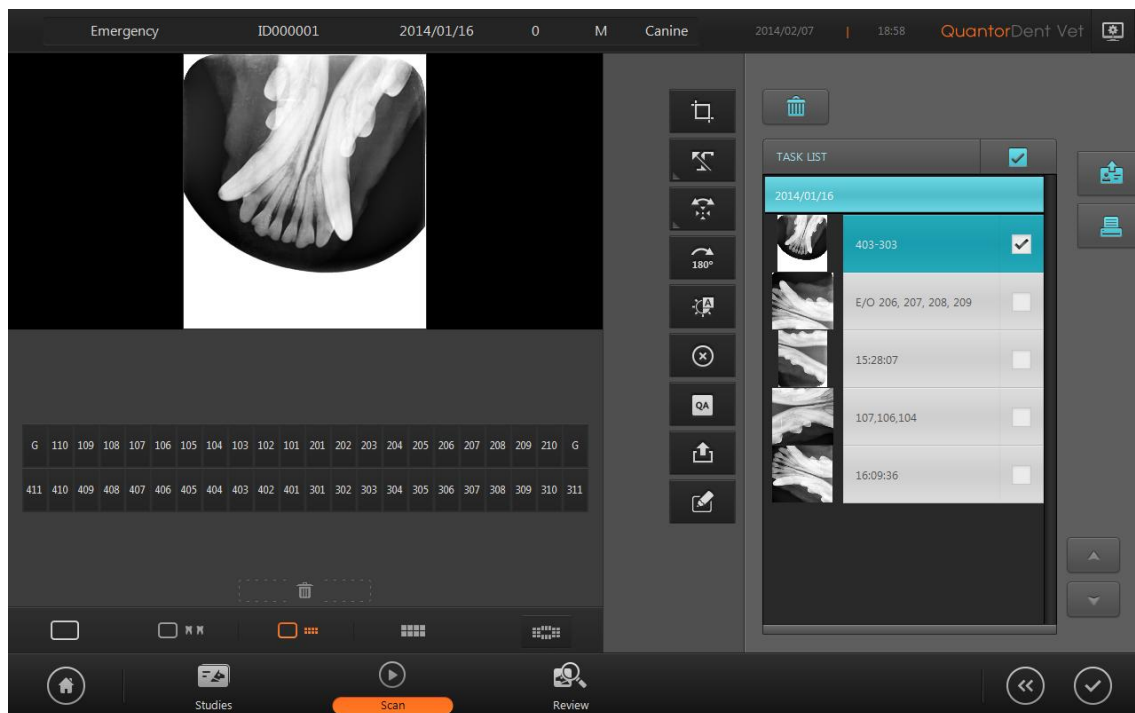 Emergency ID000001 2014/01/16 0 M Canine 2014/02/07 | 18:58 QuantorDent Vet
TASK LIST
2014/01/16
403-303
E/O 206, 207, 208, 209
15:28:07
107,106,104
16:09:36
180°
A
QA
G 110 109 108 107 106 105 104 103 102 101 201 202 203 204 205 206 207 208 209 210 G
411 410 409 408 407 406 405 404 403 402 401 301 302 303 304 305 306 307 308 309 310 311
Studies Scan Review